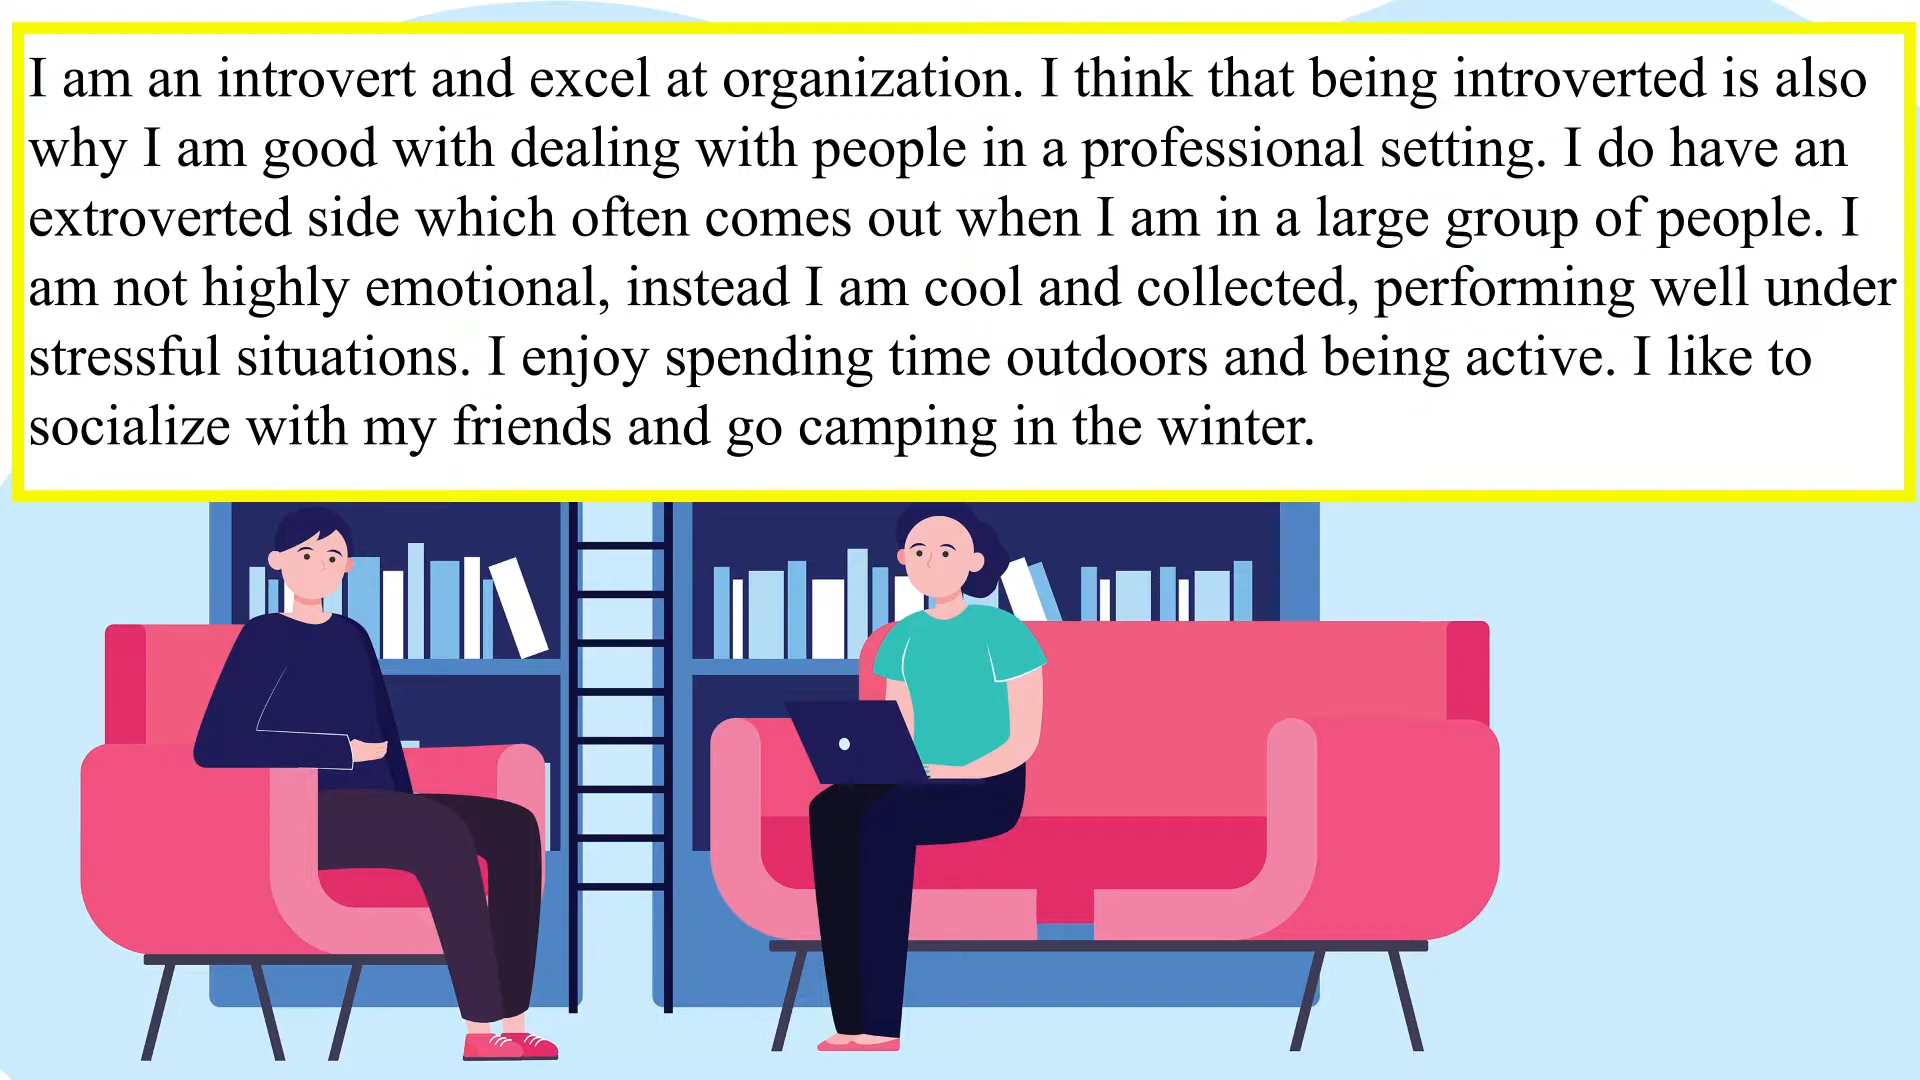 I am an introvert and excel at organization. I think that being introverted is also
why I am good with dealing with people in a professional setting. I do have an
extroverted side which often comes out when I am in a large group of people. I
am not highly emotional, instead I am cool and collected, performing well under
stressful situations. I enjoy spending time outdoors and being active. I like to
socialize with my friends and go camping in the winter.